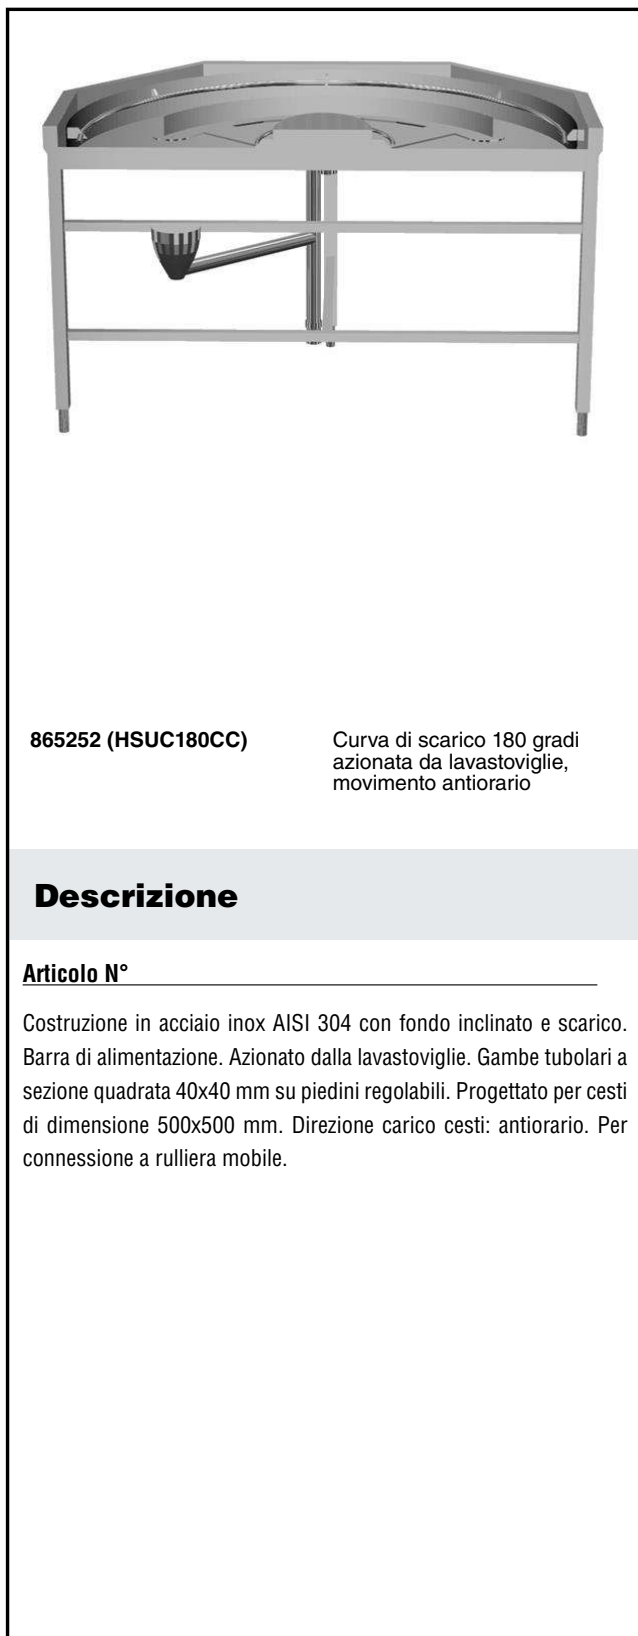 865252 (HSUC180CC)
Curva di scarico 180 gradi
azionata da lavastoviglie,
movimento antiorario
Descrizione
Articolo N°
Costruzione in acciaio inox AISI 304 con fondo inclinato e scarico.
Barra di alimentazione. Azionato dalla lavastoviglie. Gambe tubolari a
sezione quadrata 40x40 mm su piedini regolabili. Progettato per cesti
di dimensione 500x500 mm. Direzione carico cesti: antiorario. Per
connessione a rulliera mobile.